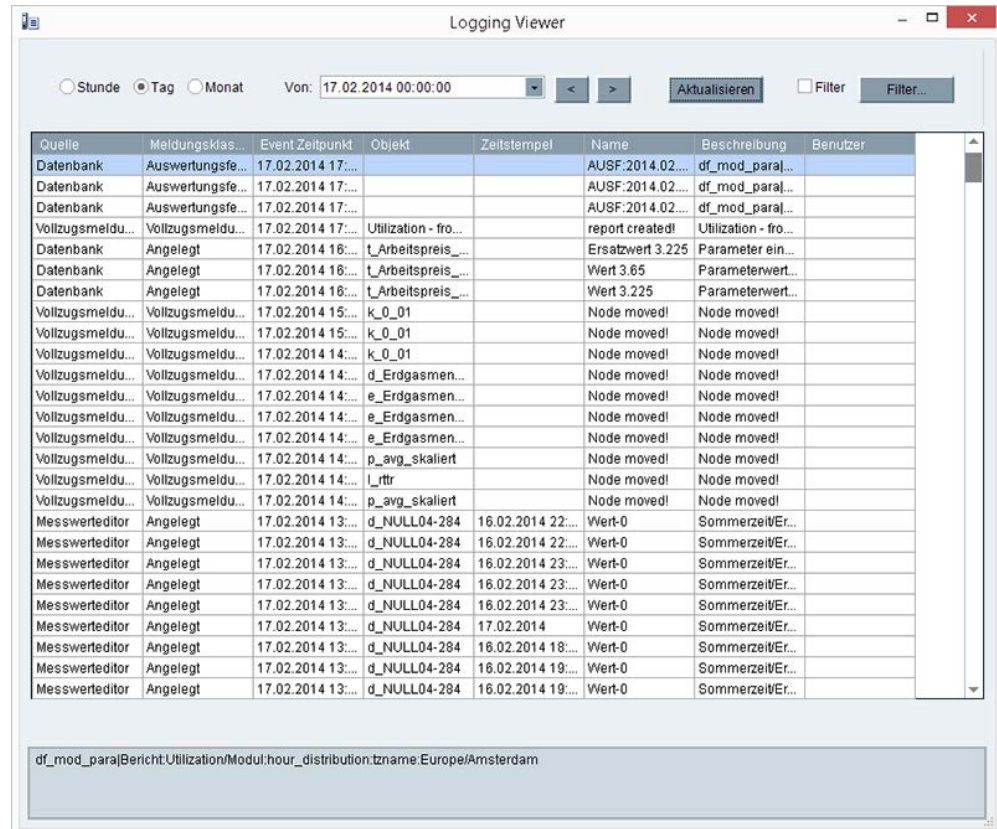 Logging Viewer
Stunde Tag Monat Von: 17.02.2014 00:00:00 < > Aktualisieren Filter Filter...
Quelle Meldungsklas... Event Zeitpunkt Objekt Zeitstempel Name Beschreibung Benutzer
Datenbank Auswertungsfe... 17.02.2014 17:... AUSF:2014.02.... df_mod_para|...
Datenbank Auswertungsfe... 17.02.2014 17:... AUSF:2014.02.... df_mod_para|...
Datenbank Auswertungsfe... 17.02.2014 17:... AUSF:2014.02.... df_mod_para|...
Vollzugsmeldu... Vollzugsmeldu... 17.02.2014 17:... Utilization - fro... report created! Utilization - fro...
Datenbank Angelegt 17.02.2014 16:... t_Arbeitspreis_... Ersatzwert 3.225 Parameter ein...
Datenbank Angelegt 17.02.2014 16:... t_Arbeitspreis_... Wert 3.65 Parameterwert...
Datenbank Angelegt 17.02.2014 16:... t_Arbeitspreis_... Wert 3.225 Parameterwert...
Vollzugsmeldu... Vollzugsmeldu... 17.02.2014 15:... k_0_01 Node moved! Node moved!
Vollzugsmeldu... Vollzugsmeldu... 17.02.2014 15:... k_0_01 Node moved! Node moved!
Vollzugsmeldu... Vollzugsmeldu... 17.02.2014 14:... k_0_01 Node moved! Node moved!
Vollzugsmeldu... Vollzugsmeldu... 17.02.2014 14:... d_Erdgasmen... Node moved! Node moved!
Vollzugsmeldu... Vollzugsmeldu... 17.02.2014 14:... e_Erdgasmen... Node moved! Node moved!
Vollzugsmeldu... Vollzugsmeldu... 17.02.2014 14:... e_Erdgasmen... Node moved! Node moved!
Vollzugsmeldu... Vollzugsmeldu... 17.02.2014 14:... e_Erdgasmen... Node moved! Node moved!
Vollzugsmeldu... Vollzugsmeldu... 17.02.2014 14:... p_avg_skaliert Node moved! Node moved!
Vollzugsmeldu... Vollzugsmeldu... 17.02.2014 14:... l_rttr Node moved! Node moved!
Vollzugsmeldu... Vollzugsmeldu... 17.02.2014 14:... p_avg_skaliert Node moved! Node moved!
Messwerteditor Angelegt 17.02.2014 13:... d_NULL04-284 16.02.2014 22:... Wert-0 Sommerzeit/Er...
Messwerteditor Angelegt 17.02.2014 13:... d_NULL04-284 16.02.2014 22:... Wert-0 Sommerzeit/Er...
Messwerteditor Angelegt 17.02.2014 13:... d_NULL04-284 16.02.2014 23:... Wert-0 Sommerzeit/Er...
Messwerteditor Angelegt 17.02.2014 13:... d_NULL04-284 16.02.2014 23:... Wert-0 Sommerzeit/Er...
Messwerteditor Angelegt 17.02.2014 13:... d_NULL04-284 16.02.2014 23:... Wert-0 Sommerzeit/Er...
Messwerteditor Angelegt 17.02.2014 13:... d_NULL04-284 17.02.2014 Wert-0 Sommerzeit/Er...
Messwerteditor Angelegt 17.02.2014 13:... d_NULL04-284 16.02.2014 18:... Wert-0 Sommerzeit/Er...
Messwerteditor Angelegt 17.02.2014 13:... d_NULL04-284 16.02.2014 19:... Wert-0 Sommerzeit/Er...
Messwerteditor Angelegt 17.02.2014 13:... d_NULL04-284 16.02.2014 19:... Wert-0 Sommerzeit/Er...
df_mod_para|Bericht:Utilization/Modul:hour_distribution:tzname:Europe/Amsterdam